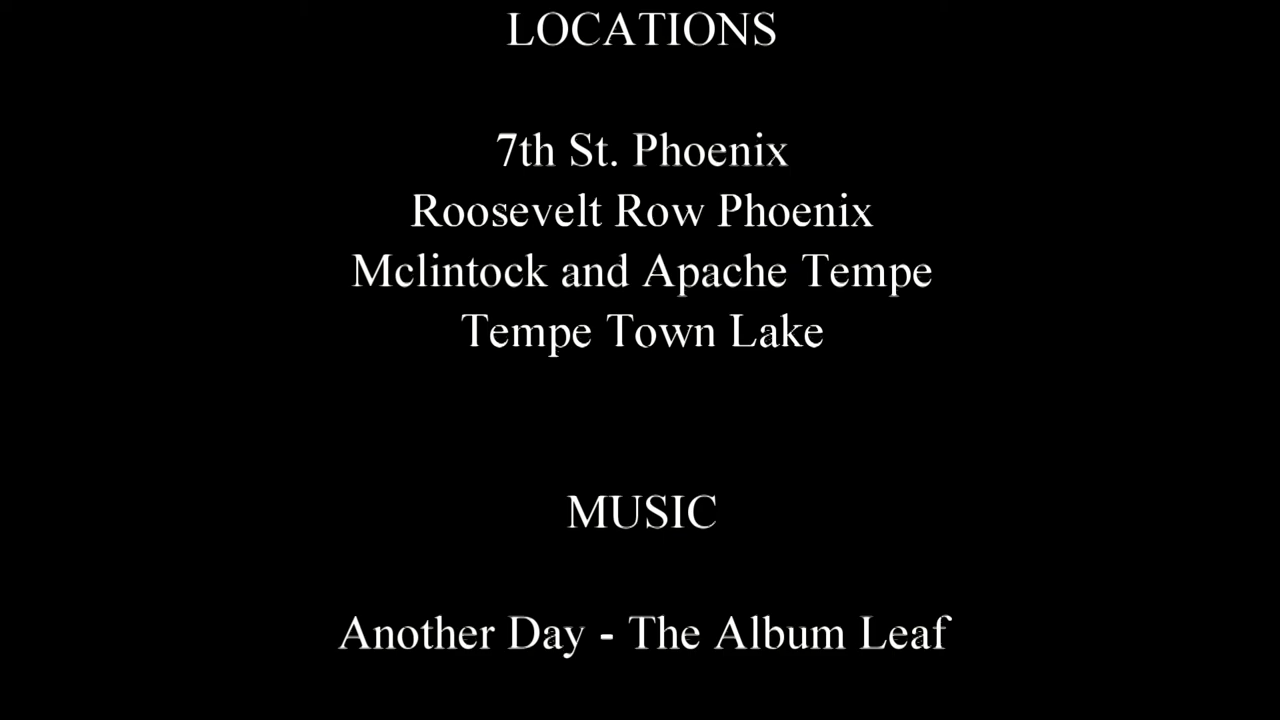 LOCATIONS
7th St. Phoenix
Roosevelt Row Phoenix
Mclintock and Apache Tempe
Tempe Town Lake
MUSIC
Another Day - The Album Leaf